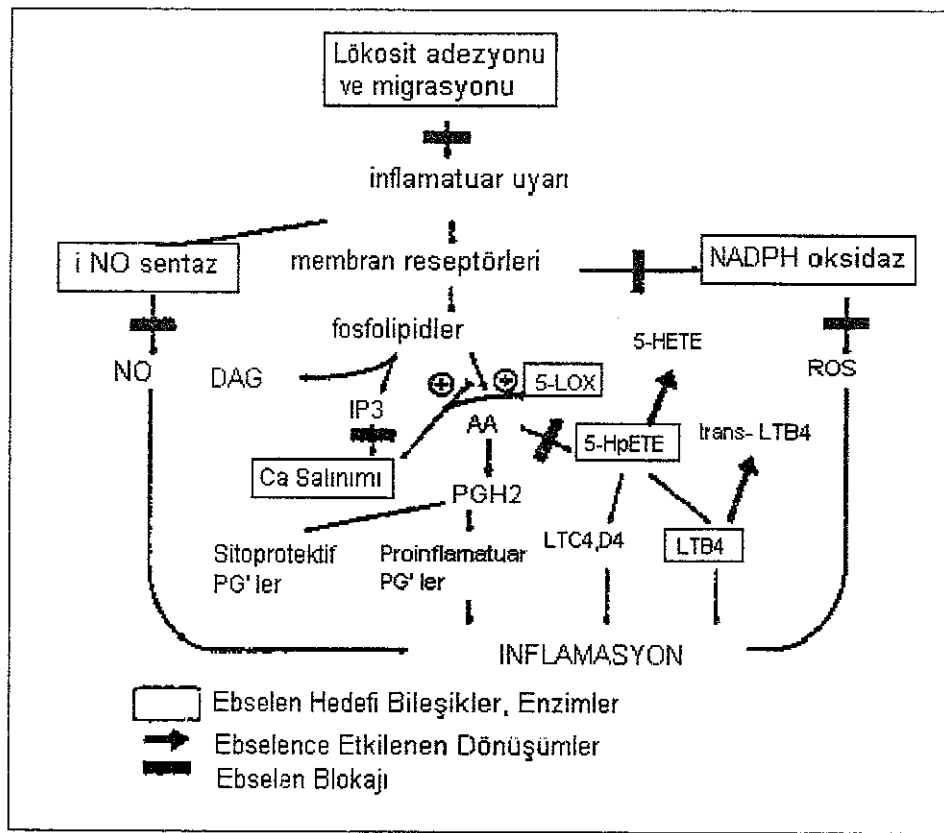 Lökosit adezyonu
ve migrasyonu
inflamatuar uyarı
i NO sentaz
membran reseptörleri
NADPH oksidaz
fosfolipidler
5-HETE
NO
DAG
ROS
5-LOX
IP3
AA
5-HpETE
trans- LTB4
Ca Salınımı
PGH2
LTC4,D4
LTB4
Sitoprotektif
PG' ler
Proinflamatuar
PG' ler
INFLAMASYON
Ebselen Hedefi Bileşikler, Enzimler
Ebselence Etkilenen Dönüşümler
Ebselen Blokajı